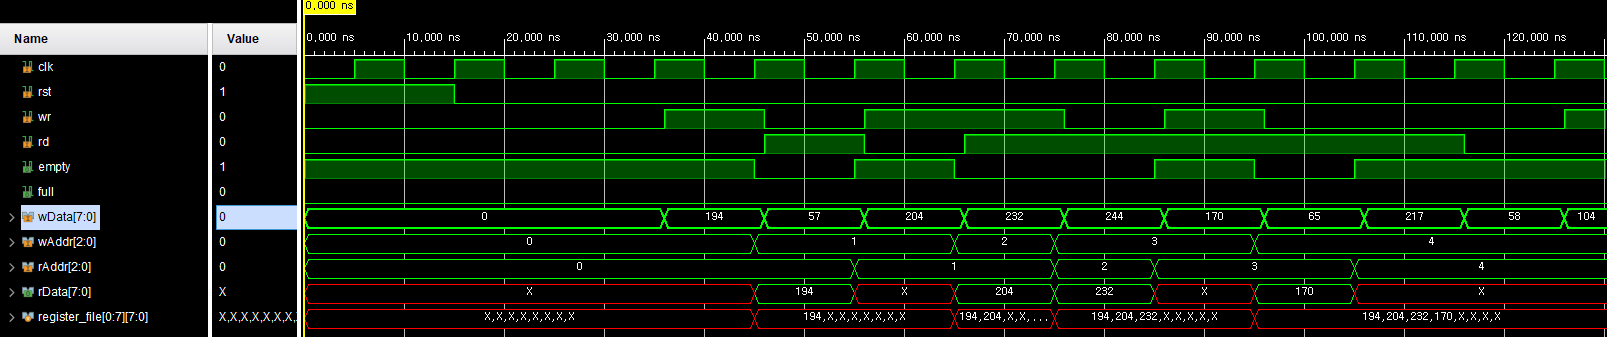 0,000 ns
0,000 ns 10,000 ns 20,000 ns 30,000 ns 40,000 ns 50,000 ns 60,000 ns 70,000 ns 80,000 ns 90,000 ns 100,000 ns 110,000 ns 120,000 ns
Name Value
clk 0
rst 1
wr 0
rd 0
empty 1
full 0
wData[7:0] 0 0 194 57 204 232 244 170 65 217 58 104
wAddr[2:0] 0 0 1 2 3 4
rAddr[2:0] 0 0 1 2 3 4
rData[7:0] X X 194 X 204 232 X 170 X
register_file[0:7][7:0] X,X,X,X,X,X,X, X,X,X,X,X,X,X,X 194,X,X,X,X,X,X,X 194,204,X,X,... 194,204,232,X,X,X,X,X 194,204,232,170,X,X,X,X